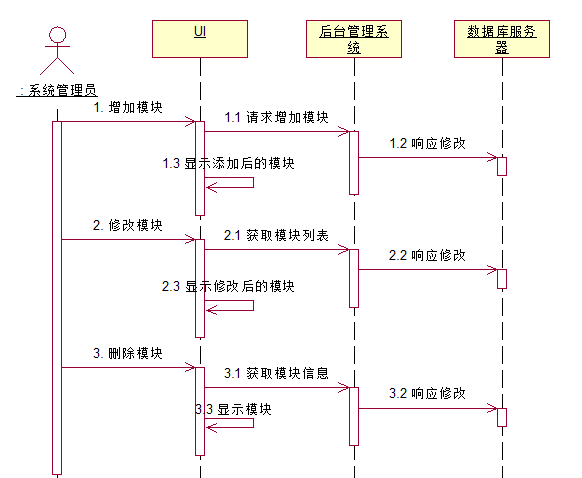 UI
后台管理系
统
数据库服务
器
: 系统管理员
1. 增加模块
1.1 请求增加模块
1.2 响应修改
1.3 显示添加后的模块
2. 修改模块
2.1 获取模块列表
2.2 响应修改
2.3 显示修改后的模块
3. 删除模块
3.1 获取模块信息
3.2 响应修改
3.3 显示模块